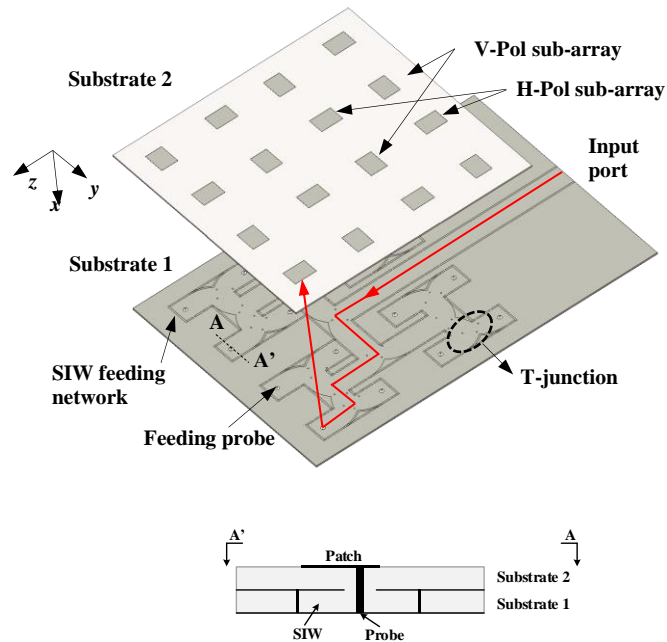 V-Pol sub-array
Substrate 2
H-Pol sub-array
Input
port
z
x
y
Substrate 1
A
A'
SIW feeding
network
T-junction
Feeding probe
A'
A
Patch
Substrate 2
Substrate 1
SIW
Probe